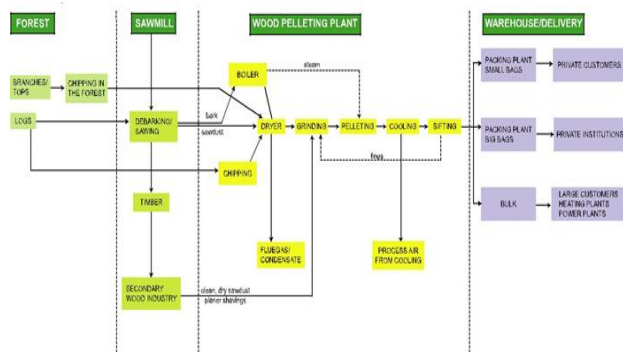 FOREST
SAWMILL
WOOD PELLETING PLANT
WAREHOUSE/DELIVERY
BRANCHES/
TOPS
CHIPPING IN
THE FOREST
LOGS
DEBARKING/
SAWING
TIMBER
SECONDARY
WOOD INDUSTRY
BOILER
steam
bark
sawdust
DRYER
GRINDING
PELLETING
COOLING
SIFTING
fines
CHIPPING
FLUEGAS/
CONDENSATE
PROCESS AIR
FROM COOLING
clean, dry sawdust
planer shavings
PACKING PLANT
SMALL BAGS
PRIVATE CUSTOMERS
PACKING PLANT
BIG BAGS
PRIVATE INSTITUTIONS
BULK
LARGE CUSTOMERS
HEATING PLANTS
POWER PLANTS